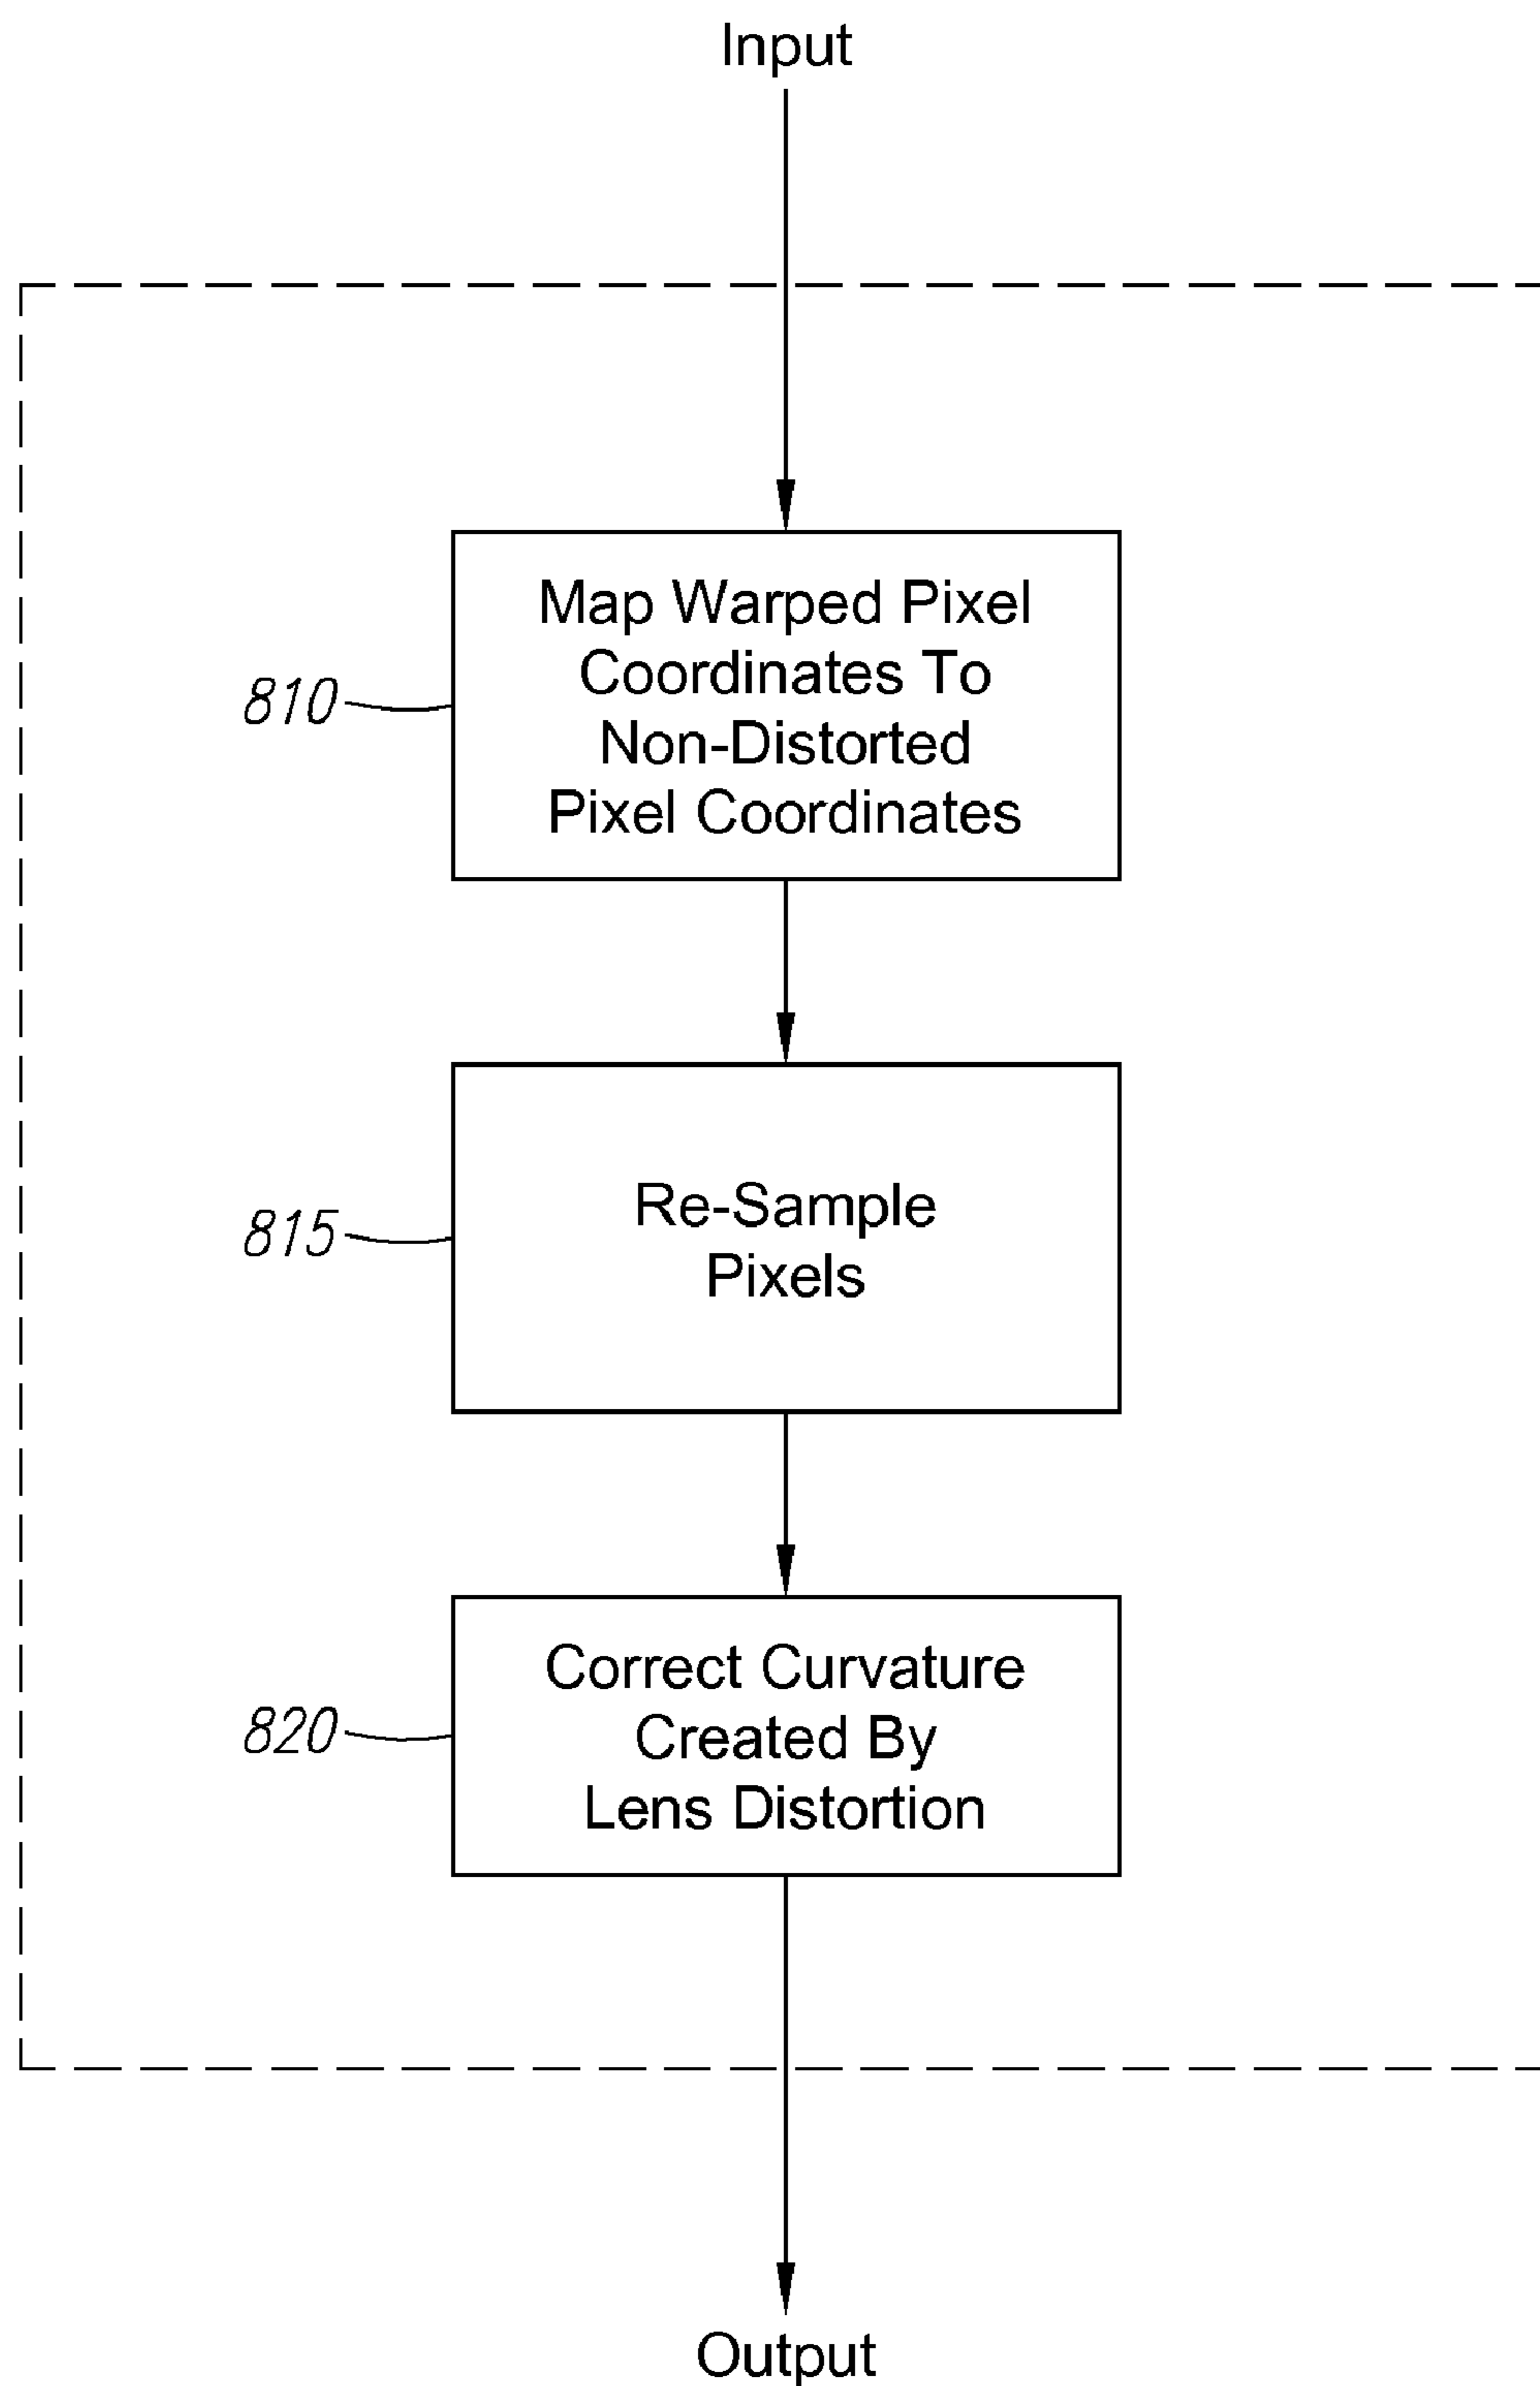 Input
Map Warped Pixel
Coordinates To
Non-Distorted
Pixel Coordinates
810
Re-Sample
Pixels
815
Correct Curvature
Created By
Lens Distortion
820
Output